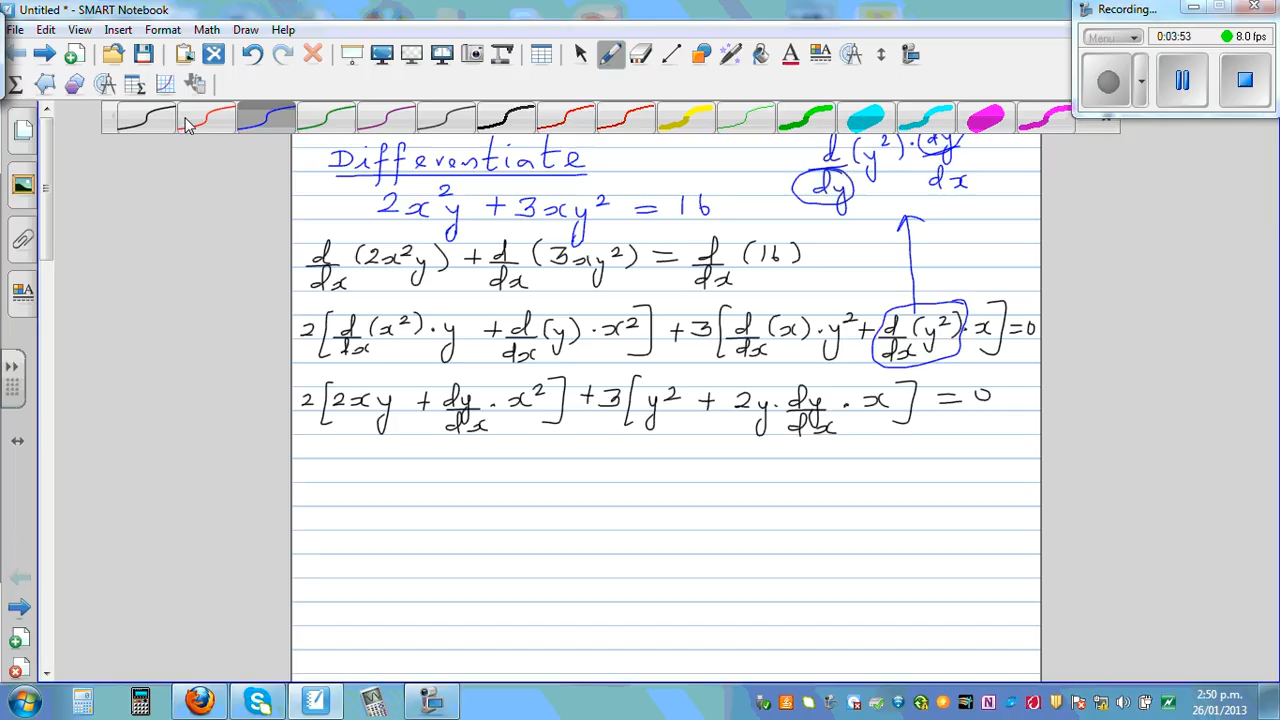 Untitled * - SMART Notebook
File Edit View Insert Format Math Draw Help
Recording...
Menu
0:03:53
8.0 fps
Differentiate
d/dy (y²) · dy/dx
2x²y + 3xy² = 16
d/dx (2x²y) + d/dx (3xy²) = d/dx (16)
2[d/dx (x²) · y + d/dx (y) · x²] + 3[d/dx (x) · y² + d/dx (y²) · x] = 0
2[2xy + dy/dx · x²] + 3[y² + 2y · dy/dx · x] = 0
2:50 p.m.
26/01/2013